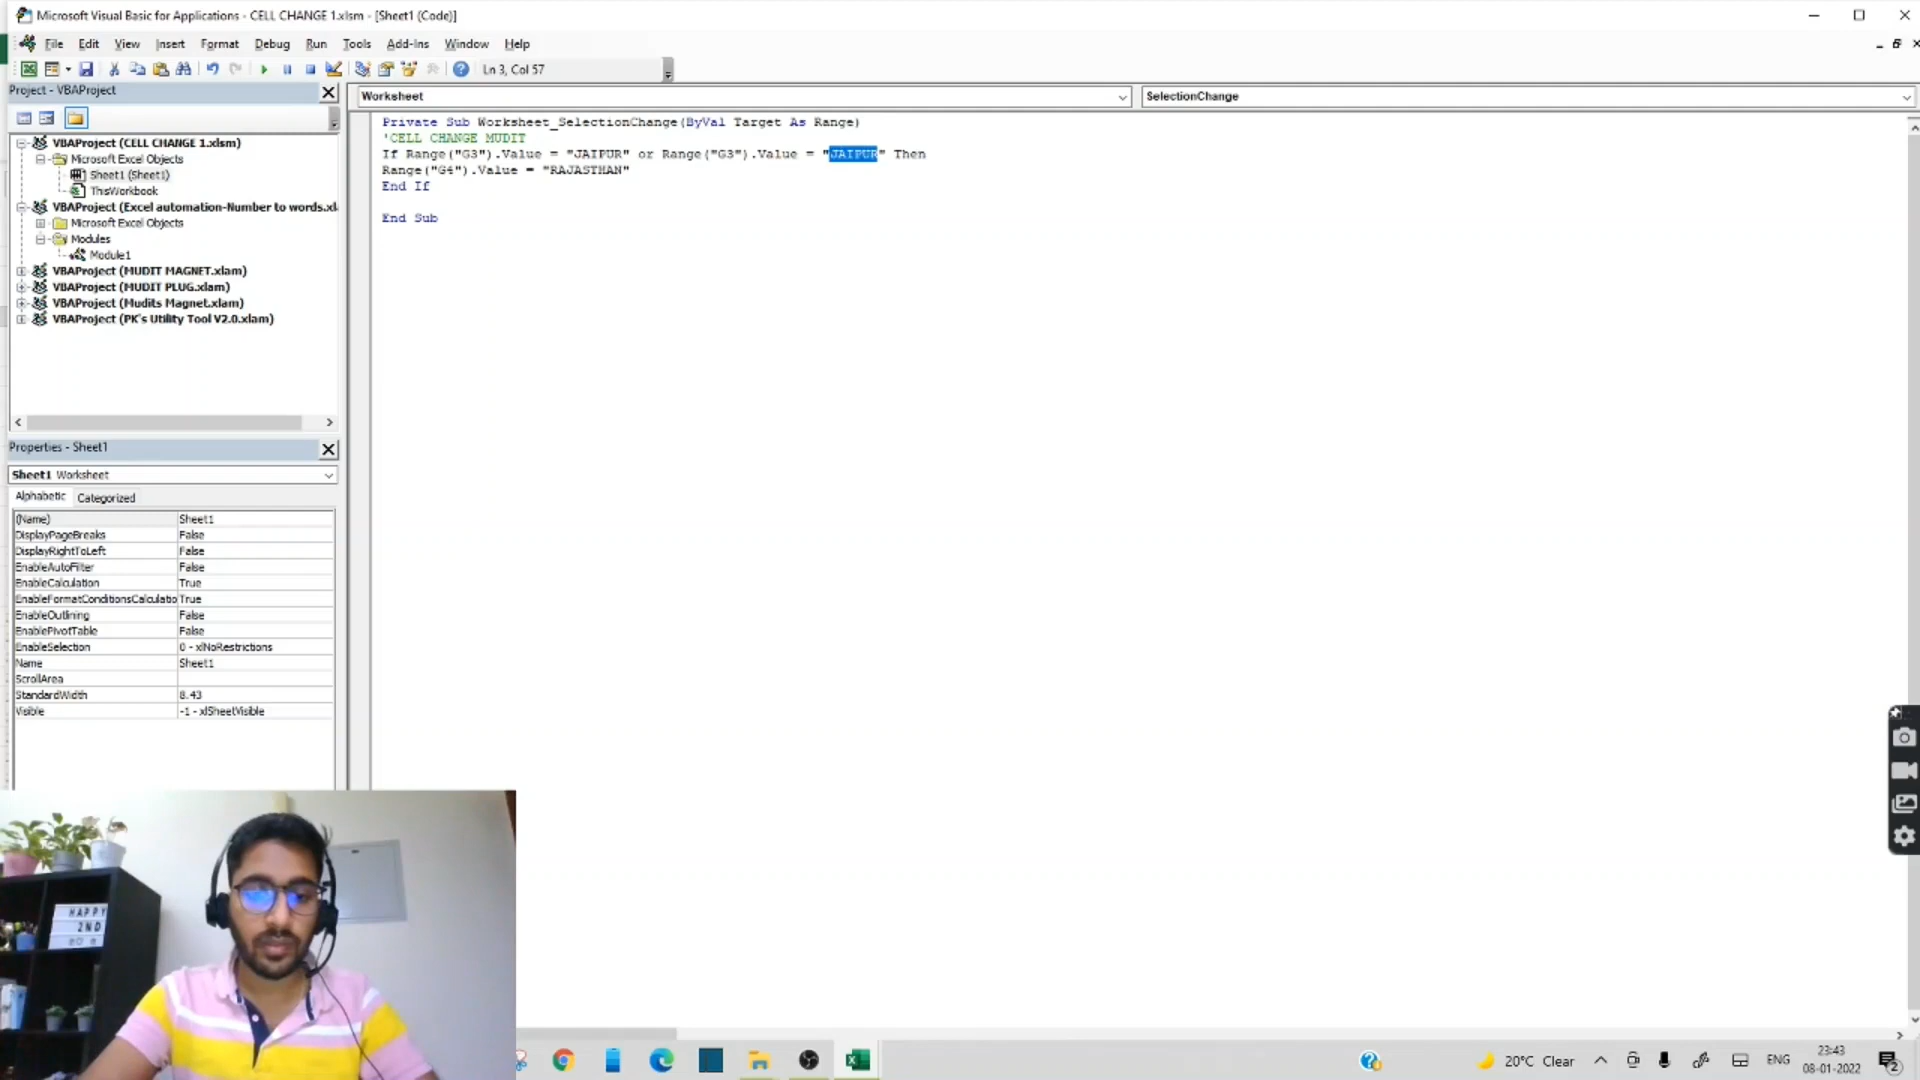 Microsoft Visual Basic for Applications - CELL CHANGE 1.xlsm - [Sheet1 (Code)]
File Edit View Insert Format Debug Run Tools Add-Ins Window Help
Ln 3, Col 57
Project - VBAProject
VBAProject (CELL CHANGE 1.xlsm)
Microsoft Excel Objects
Sheet1 (Sheet1)
ThisWorkbook
VBAProject (Excel automation-Number to words.xl
Microsoft Excel Objects
Modules
Module1
VBAProject (MUDIT MAGNET.xlam)
VBAProject (MUDIT PLUG.xlam)
VBAProject (Mudits Magnet.xlam)
VBAProject (PK's Utility Tool V2.0.xlam)
Properties - Sheet1
Sheet1 Worksheet
Alphabetic Categorized
(Name) Sheet1
DisplayPageBreaks False
DisplayRightToLeft False
EnableAutoFilter False
EnableCalculation True
EnableFormatConditionsCalculatio True
EnableOutlining False
EnablePivotTable False
EnableSelection 0 - xlNoRestrictions
Name Sheet1
ScrollArea
StandardWidth 8.43
Visible -1 - xlSheetVisible
Worksheet SelectionChange
Private Sub Worksheet_SelectionChange(ByVal Target As Range)
'CELL CHANGE MUDIT
If Range("G3").Value = "JAIPUR" or Range("G3").Value = "JAIPUR" Then
Range("G4").Value = "RAJASTHAN"
End If
End Sub
HAPPY
2ND
20°C Clear
ENG
23:43
08-01-2022
2